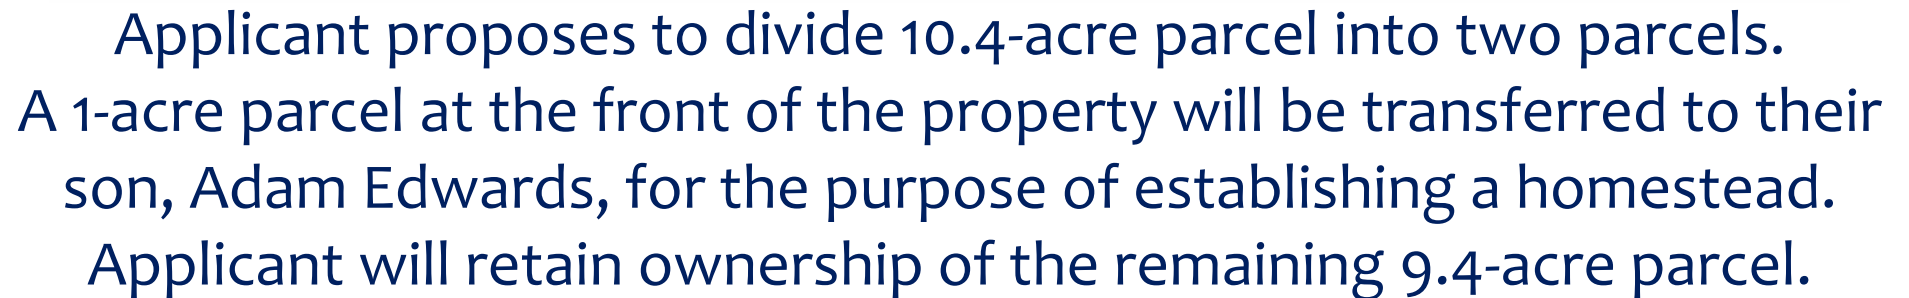 Applicant proposes to divide 10.4-acre parcel into two parcels.
A 1-acre parcel at the front of the property will be transferred to their
son, Adam Edwards, for the purpose of establishing a homestead.
Applicant will retain ownership of the remaining 9.4-acre parcel.